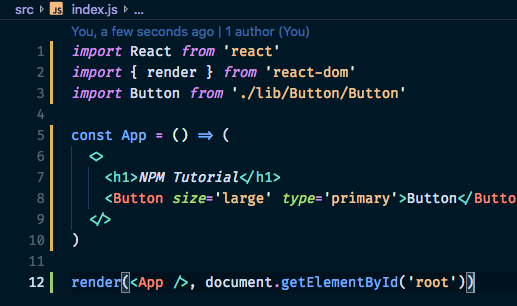 src > JS index.js > ...
You, a few seconds ago | 1 author (You)
1 import React from 'react'
2 import { render } from 'react-dom'
3 import Button from './lib/Button/Button'
4
5 const App = () => (
6 <>
7 <h1>NPM Tutorial</h1>
8 <Button size='large' type='primary'>Button</Butto
9 </>
10 )
11
12 render(<App />, document.getElementById('root'))